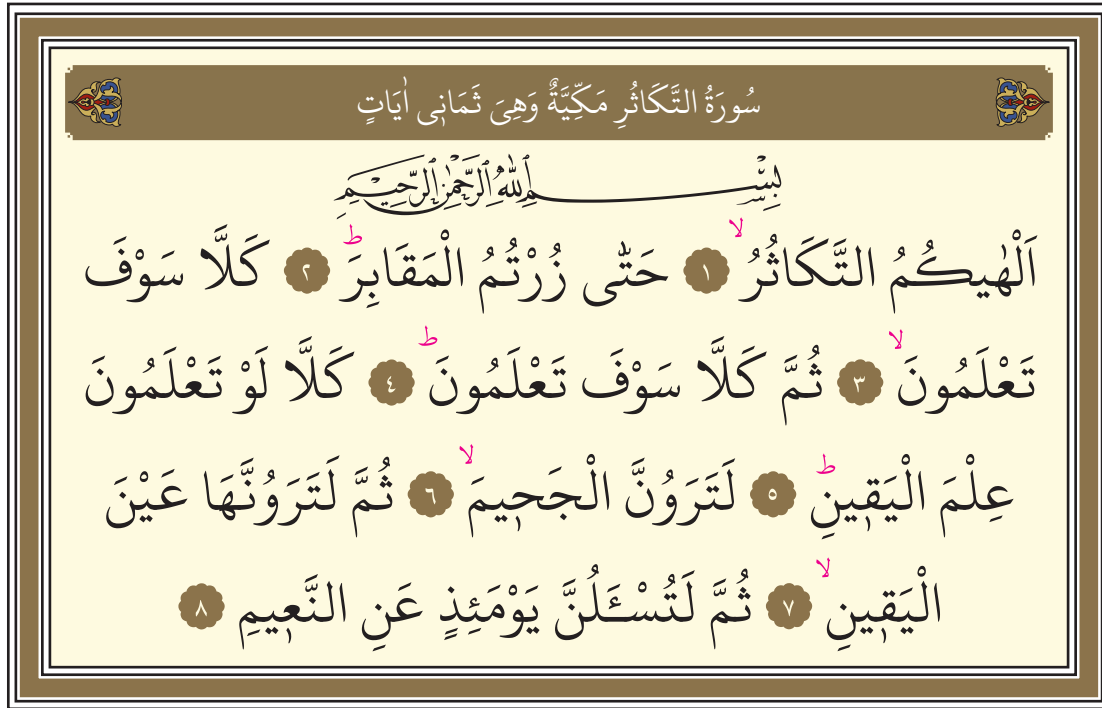 سُورَةُ التَّكَاثُرِ مَكِّيَّةٌ وَهِىَ ثَمَانٖى اٰيَاتٍ
بِسْمِ اللّٰهِ الرَّحْمٰنِ الرَّحٖيمِ
اَلْهٰيكُمُ التَّكَاثُرُۙ ﴿١﴾ حَتّٰى زُرْتُمُ الْمَقَابِرَؕ ﴿٢﴾ كَلَّا سَوْفَ
تَعْلَمُونَۙ ﴿٣﴾ ثُمَّ كَلَّا سَوْفَ تَعْلَمُونَؕ ﴿٤﴾ كَلَّا لَوْ تَعْلَمُونَ
عِلْمَ الْيَقٖينِؕ ﴿٥﴾ لَتَرَوُنَّ الْجَحٖيمَۙ ﴿٦﴾ ثُمَّ لَتَرَوُنَّهَا عَيْنَ
الْيَقٖينِۙ ﴿٧﴾ ثُمَّ لَتُسْـَٔلُنَّ يَوْمَئِذٍ عَنِ النَّعٖيمِ ﴿٨﴾